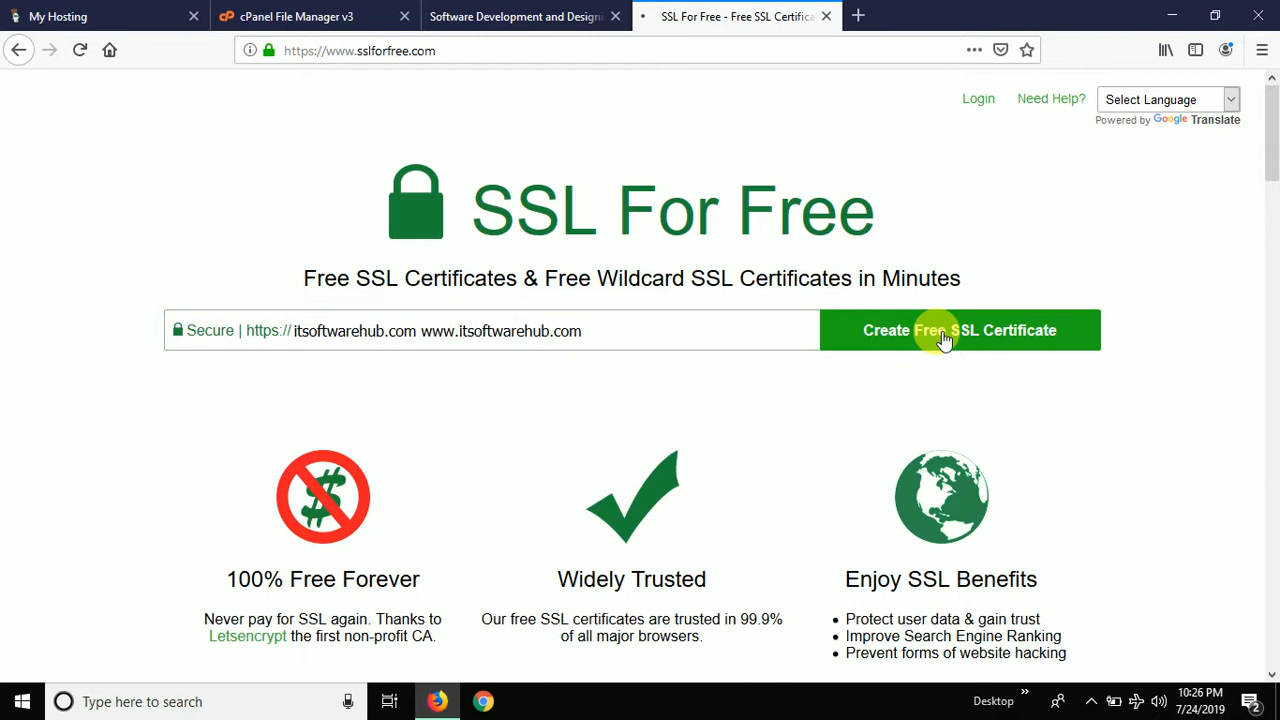 My Hosting
cPanel File Manager v3
Software Development and Designi
SSL For Free - Free SSL Certifica
https://www.sslforfree.com
Login
Need Help?
Select Language
Powered by Google Translate
SSL For Free
Free SSL Certificates & Free Wildcard SSL Certificates in Minutes
Secure | https:// itsoftwarehub.com www.itsoftwarehub.com
Create Free SSL Certificate
100% Free Forever
Never pay for SSL again. Thanks to
Letsencrypt the first non-profit CA.
Widely Trusted
Our free SSL certificates are trusted in 99.9%
of all major browsers.
Enjoy SSL Benefits
Protect user data & gain trust
Improve Search Engine Ranking
Prevent forms of website hacking
Type here to search
Desktop
10:26 PM
7/24/2019
2